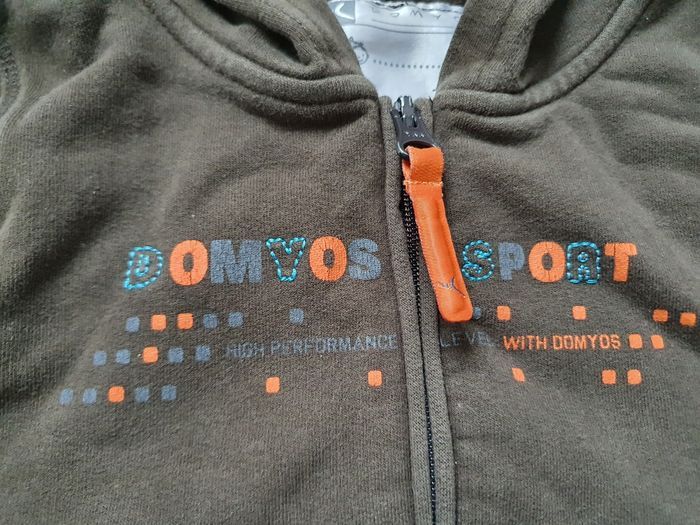 DOMYOS SPORT
HIGH PERFORMANCE LEVEL WITH DOMYOS